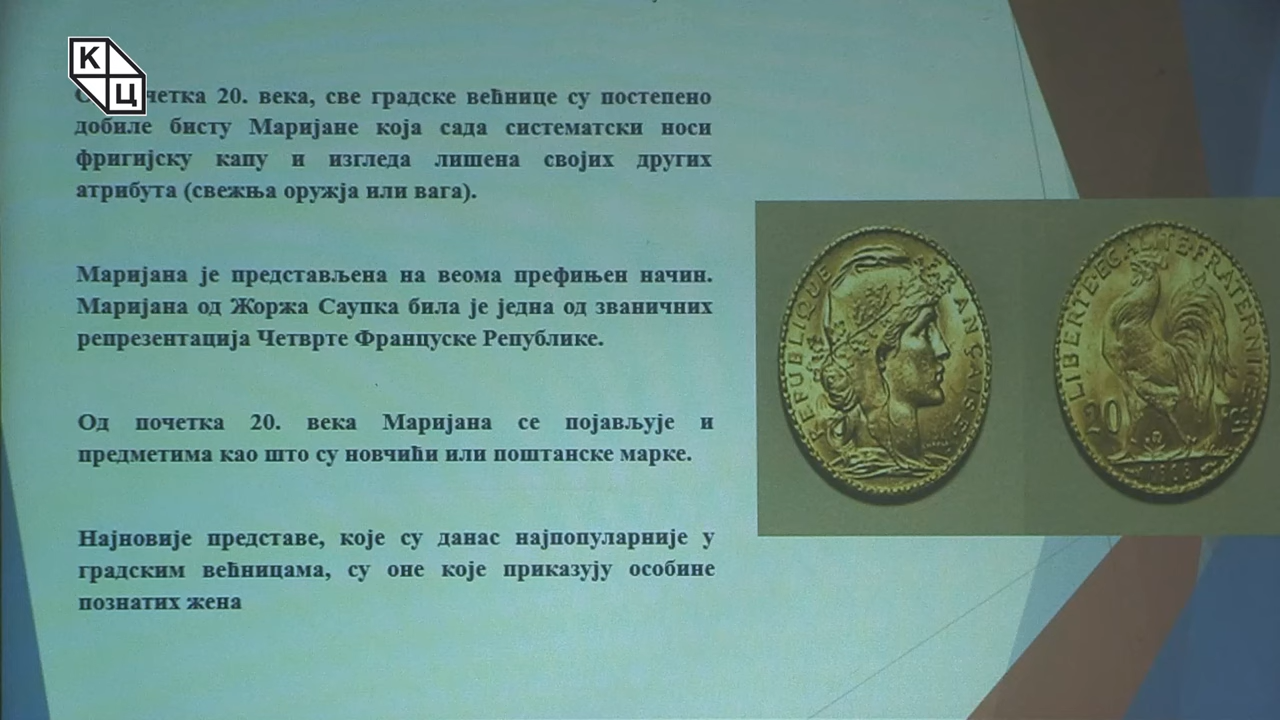 К
Ц
четка 20. века, све градске већнице су постепено
добиле бисту Маријане која сада систематски носи
фригијску капу и изгледа лишена својих других
атрибута (свежња оружја или вага).
Маријана је представљена на веома префињен начин.
Маријана од Жоржа Саупка била је једна од званичних
репрезентација Четврте Француске Републике.
Од почетка 20. века Маријана се појављује и
предметима као што су новчићи или поштанске марке.
Најновије представе, које су данас најпопуларније у
градским већницама, су оне које приказују особине
познатих жена
REPUBLIQUE FRANÇAISE
LIBERTE·EGALITE·FRATERNITE
20 FRS